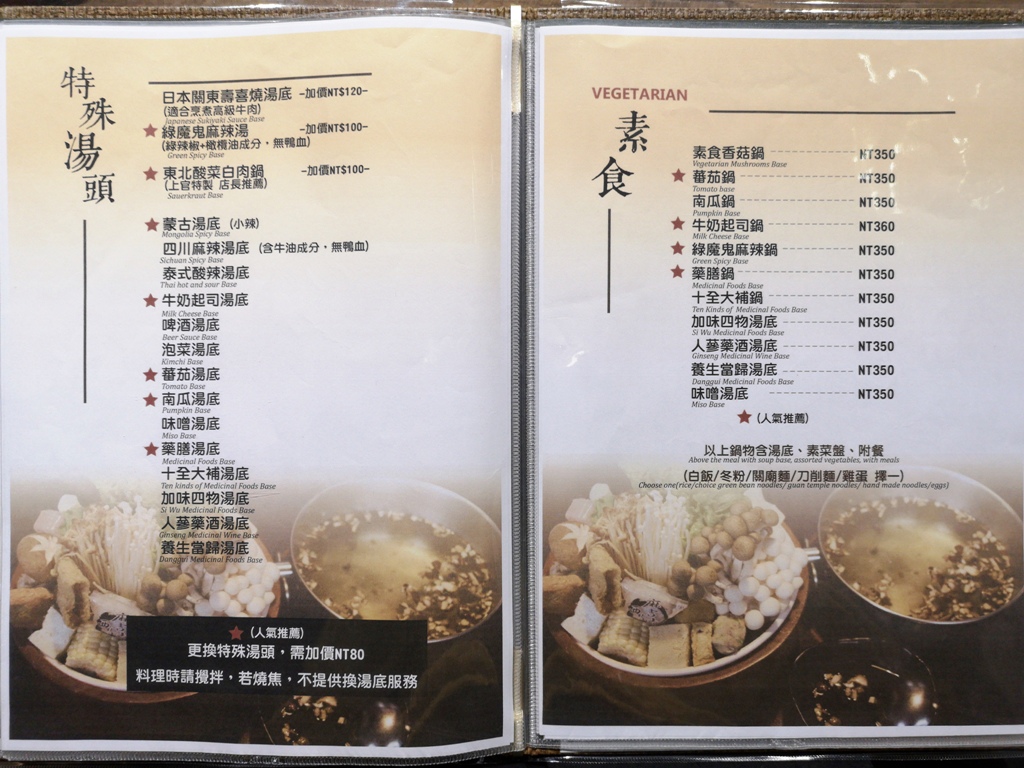 特殊湯頭
日本關東壽喜燒湯底 -加價NT$120-
(適合烹煮高級牛肉)
Japanese Sukiyaki Sauce Base
★ 綠魔鬼麻辣湯 -加價NT$100-
(綠辣椒+橄欖油成分，無鴨血)
Green Spicy Base
★ 東北酸菜白肉鍋 -加價NT$100-
(上官特製 店長推薦)
Sauerkraut Base
★ 蒙古湯底 (小辣)
Mongolia Spicy Base
四川麻辣湯底 (含牛油成分，無鴨血)
Sichuan Spicy Base
泰式酸辣湯底
Thai hot and sour Base
★ 牛奶起司湯底
Milk Cheese Base
啤酒湯底
Beer Sauce Base
泡菜湯底
Kimchi Base
★ 蕃茄湯底
Tomato Base
★ 南瓜湯底
Pumpkin Base
味噌湯底
Miso Base
★ 藥膳湯底
Medicinal Foods Base
十全大補湯底
Ten kinds of Medicinal Foods Base
加味四物湯底
Si Wu Medicinal Foods Base
人蔘藥酒湯底
Ginseng Medicinal Wine Base
養生當歸湯底
Danggui Medicinal Foods Base
★ (人氣推薦)
更換特殊湯頭，需加價NT80
料理時請攪拌，若燒焦，不提供換湯底服務
VEGETARIAN
素食
素食香菇鍋 NT350
Vegetarian Mushrooms Base
★ 蕃茄鍋 NT350
Tomato base
南瓜鍋 NT350
Pumpkin Base
★ 牛奶起司鍋 NT360
Milk Cheese Base
★ 綠魔鬼麻辣鍋 NT350
Green Spicy Base
★ 藥膳鍋 NT350
Medicinal Foods Base
十全大補鍋 NT350
Ten Kinds of Medicinal Foods Base
加味四物湯底 NT350
Si Wu Medicinal Foods Base
人蔘藥酒湯底 NT350
Ginseng Medicinal Wine Base
養生當歸湯底 NT350
Danggui Medicinal Foods Base
味噌湯底 NT350
Miso Base
★ (人氣推薦)
以上鍋物含湯底、素菜盤、附餐
Above the meal with soup base, assorted vegetables, with meals
(白飯/冬粉/關廟麵/刀削麵/雞蛋 擇一)
Choose one(rice/choice green bean noodles/ guan temple noodles/ hand made noodles/eggs)